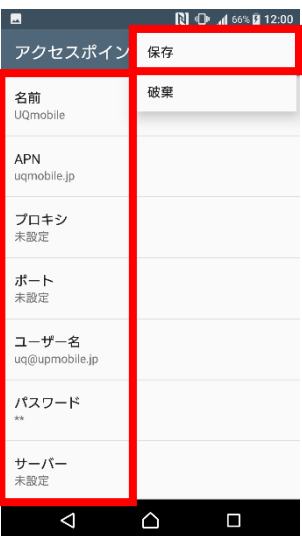 66% 12:00
アクセスポイン
保存
破棄
名前
UQmobile
APN
uqmobile.jp
プロキシ
未設定
ポート
未設定
ユーザー名
uq@upmobile.jp
パスワード
**
サーバー
未設定